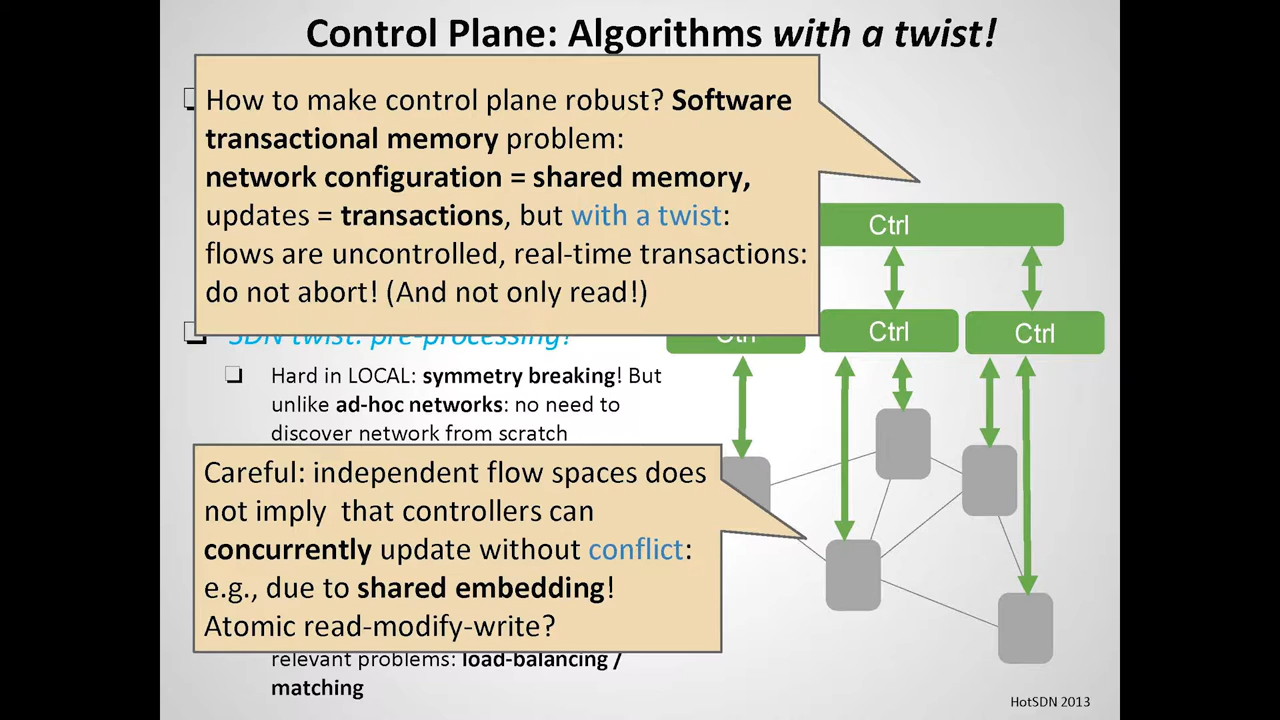 Control Plane: Algorithms with a twist!
How to make control plane robust? Software
transactional memory problem:
network configuration = shared memory,
updates = transactions, but with a twist:
flows are uncontrolled, real-time transactions:
do not abort! (And not only read!)
Ctrl
Ctrl
Ctrl
Ctrl
SDN twist: pre-processing!
Hard in LOCAL: symmetry breaking! But
unlike ad-hoc networks: no need to
discover network from scratch
Careful: independent flow spaces does
not imply that controllers can
concurrently update without conflict:
e.g., due to shared embedding!
Atomic read-modify-write?
relevant problems: load-balancing /
matching
HotSDN 2013